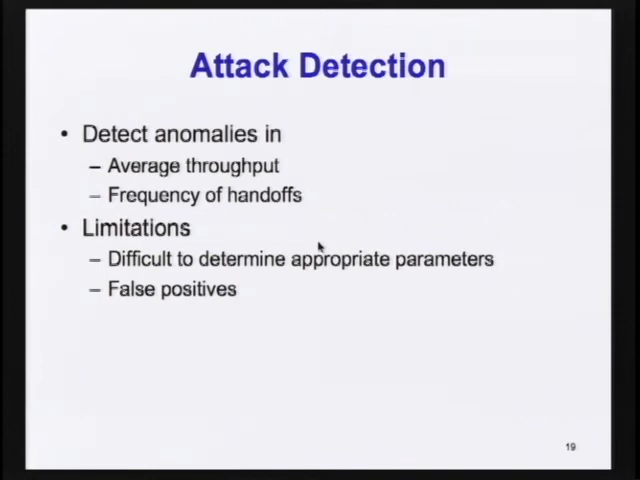 Attack Detection
• Detect anomalies in
– Average throughput
– Frequency of handoffs
• Limitations
– Difficult to determine appropriate parameters
– False positives
19